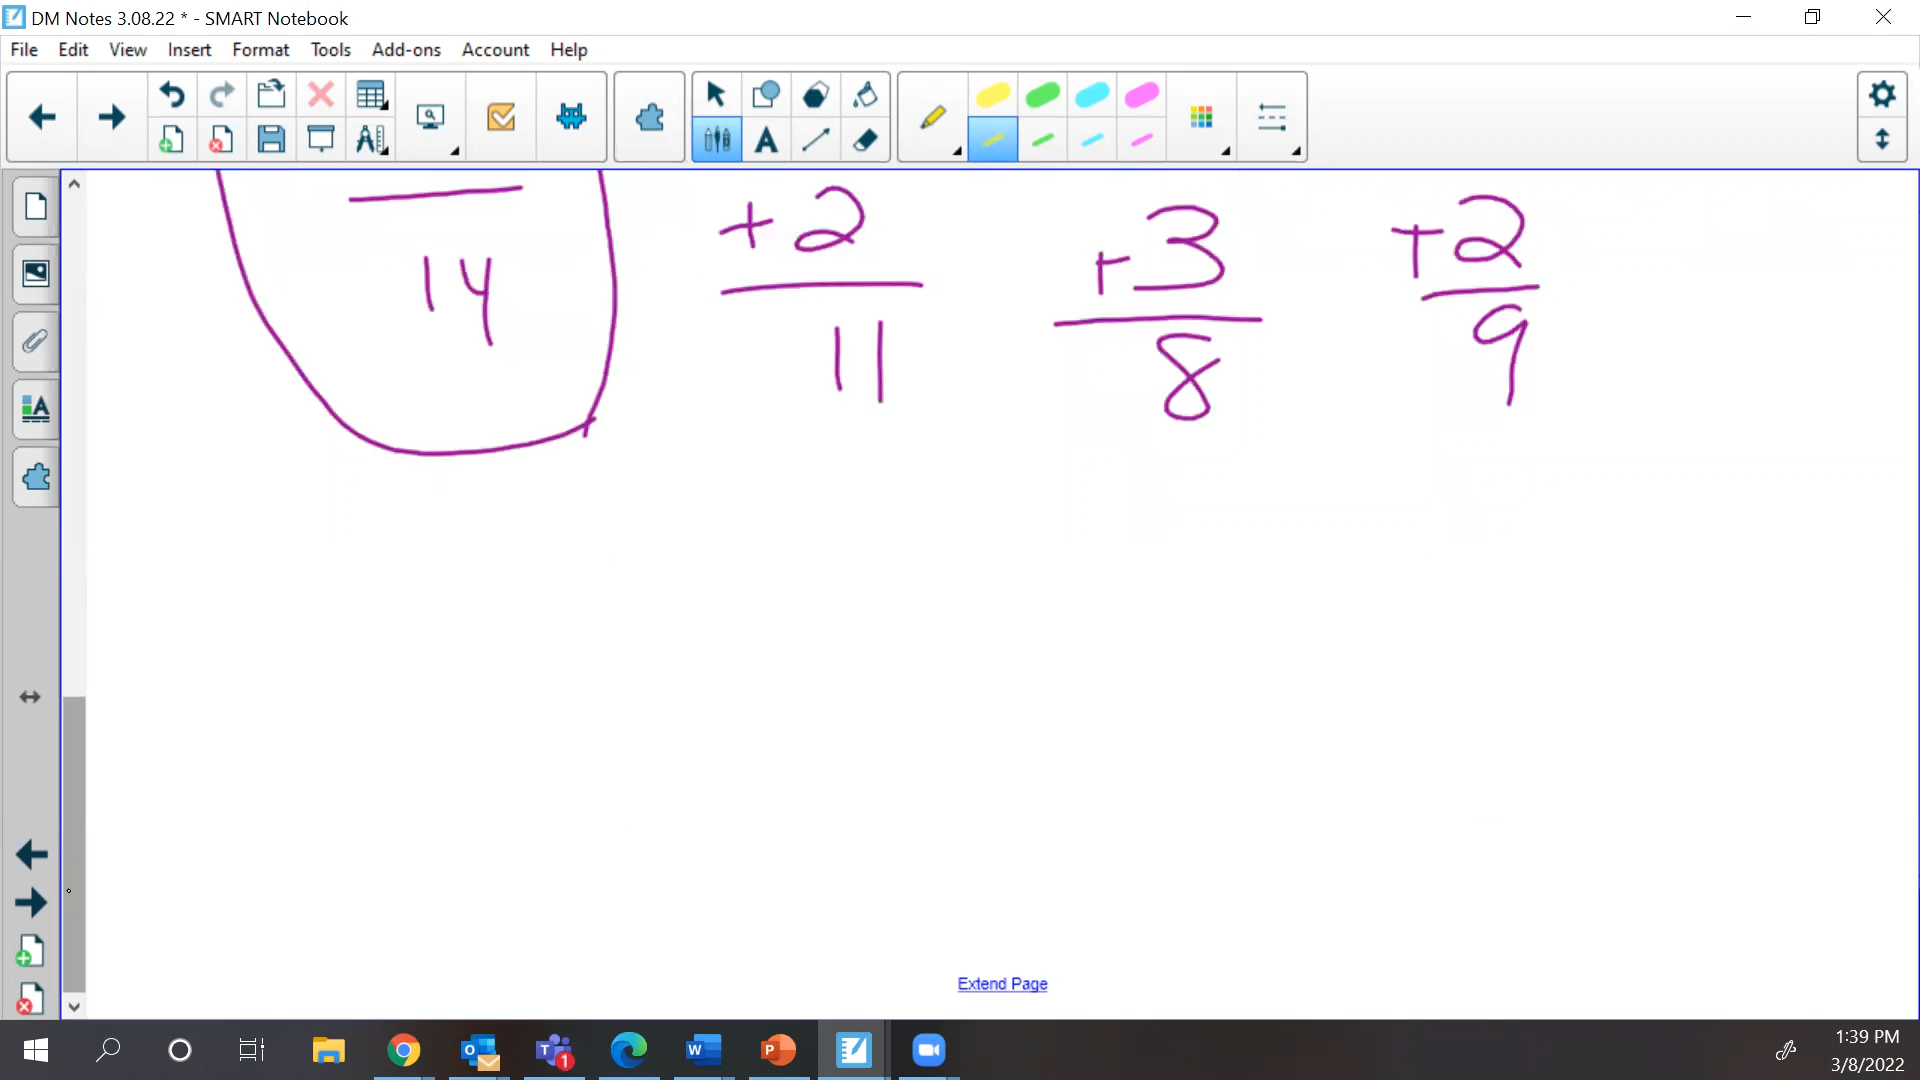 DM Notes 3.08.22 * - SMART Notebook
File Edit View Insert Format Tools Add-ons Account Help
+2 +3 +2
14 11 8 9
Extend Page
1
1:39 PM
3/8/2022